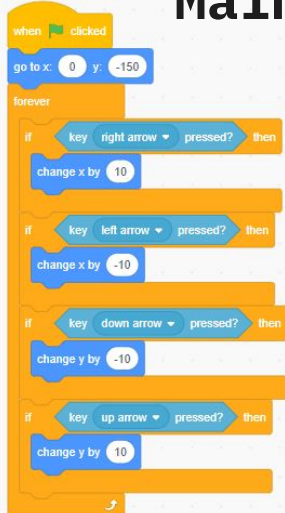 Main
when clicked
go to x: 0 y: -150
forever
if key right arrow pressed? then
change x by 10
if key left arrow pressed? then
change x by -10
if key down arrow pressed? then
change y by -10
if key up arrow pressed? then
change y by 10